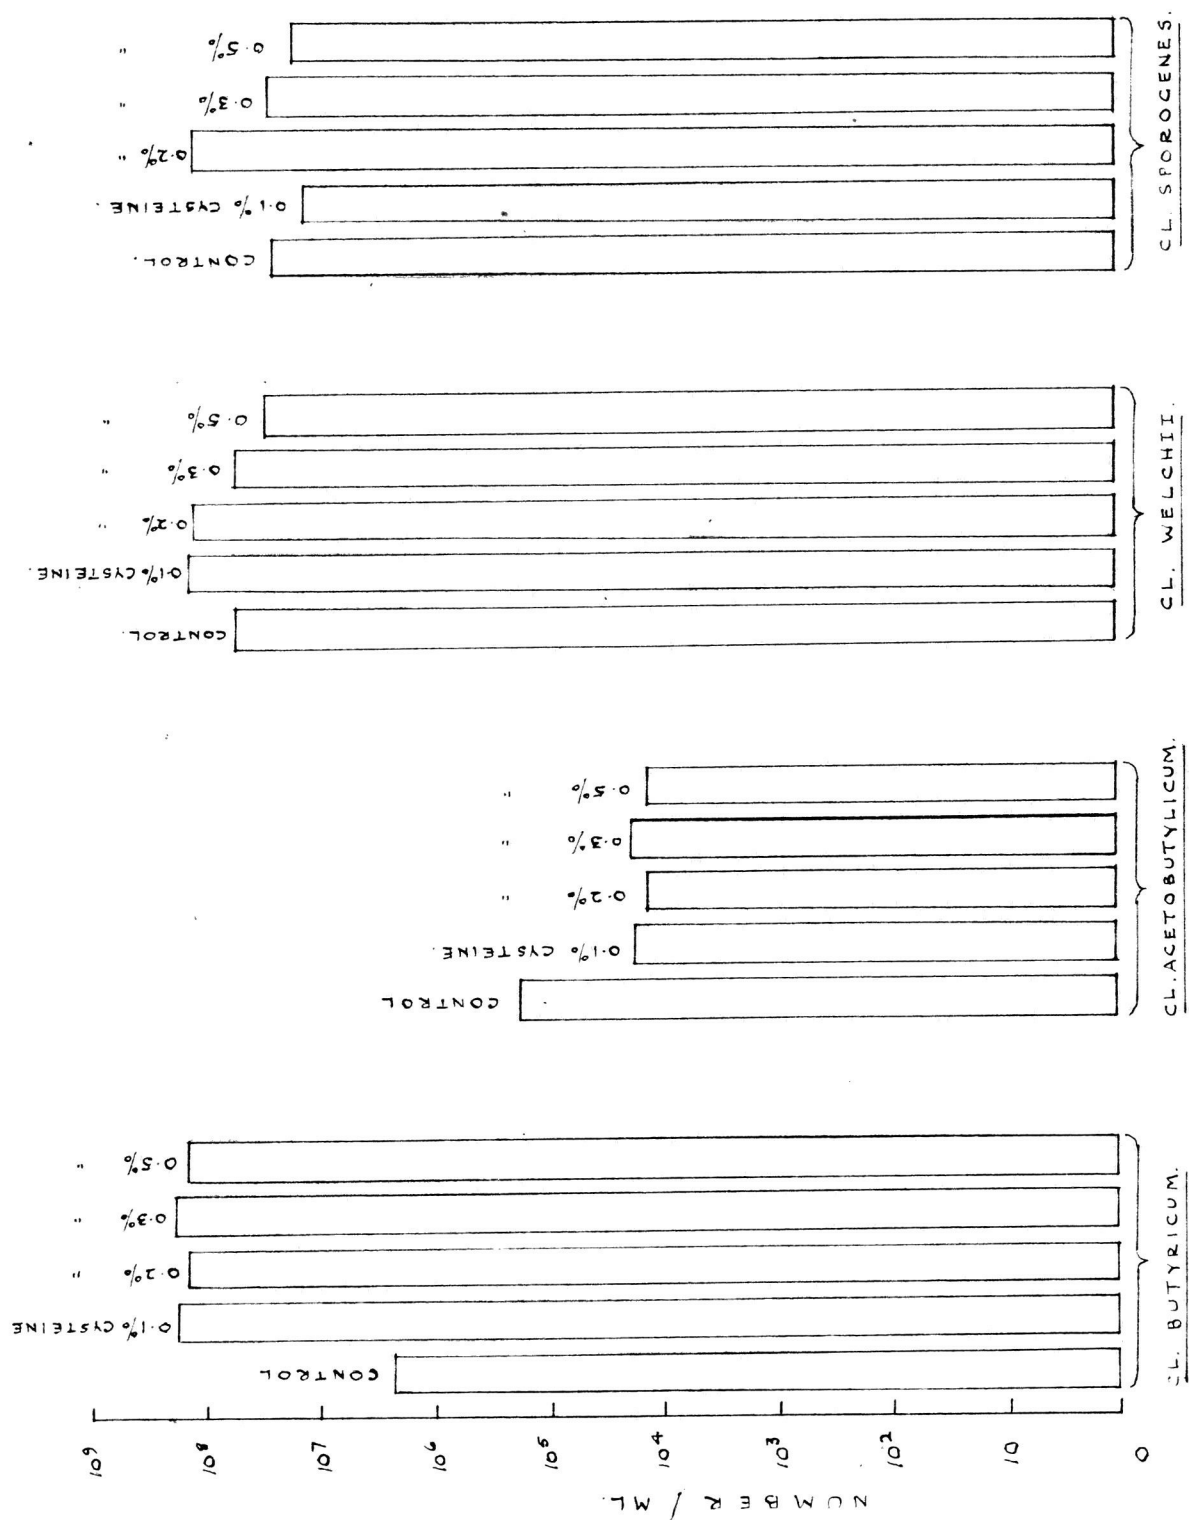 NUMBER / ML.
10⁹
10⁸
10⁷
10⁶
10⁵
10⁴
10³
10²
10
0
CONTROL
0.1% CYSTEINE
0.2% "
0.3% "
0.5% "
CL. BUTYRICUM.
CONTROL
0.1% CYSTEINE.
0.2% "
0.3% "
0.5% "
CL. ACETOBUTYLICUM.
CONTROL.
0.1% CYSTEINE.
0.2% "
0.3% "
0.5% "
CL. WELCHII.
CONTROL.
0.1% CYSTEINE.
0.2% "
0.3% "
0.5% "
CL. SPOROGENES.